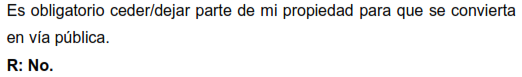 Es obligatorio ceder/dejar parte de mi propiedad para que se convierta
en vía pública.
R: No.